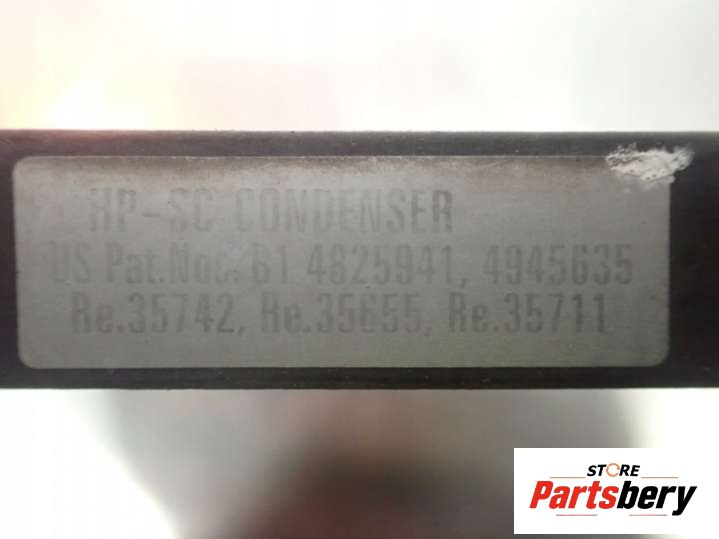 HP-SC CONDENSER
US Pat.Nos. B1 4825941, 4945635
Re.35742, Re.35655, Re.35711
STORE
Partsbery